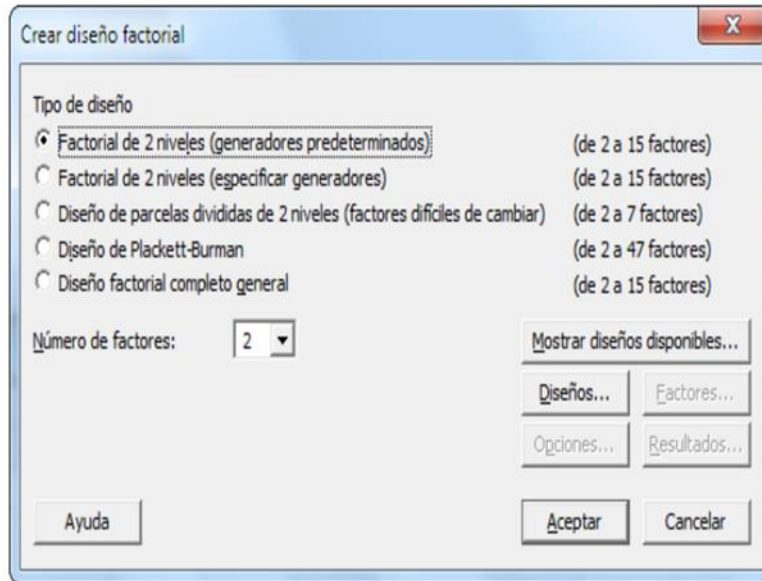 Crear diseño factorial
X
Tipo de diseño
Factorial de 2 niveles (generadores predeterminados) (de 2 a 15 factores)
Factorial de 2 niveles (especificar generadores) (de 2 a 15 factores)
Diseño de parcelas divididas de 2 niveles (factores difíciles de cambiar) (de 2 a 7 factores)
Diseño de Plackett-Burman (de 2 a 47 factores)
Diseño factorial completo general (de 2 a 15 factores)
Número de factores: 2 Mostrar diseños disponibles...
Diseños... Factores...
Opciones... Resultados...
Ayuda Aceptar Cancelar